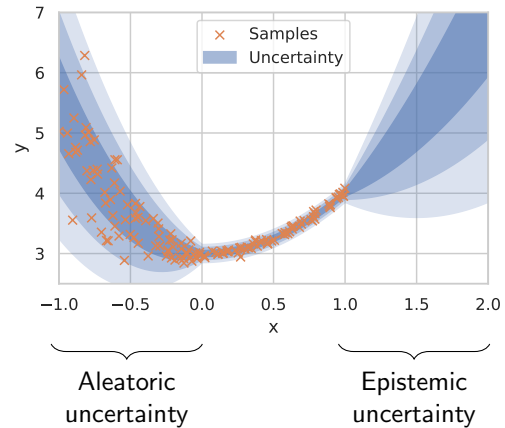 7
6
5
4
3
y
Samples
Uncertainty
−1.0 −0.5 0.0 0.5 1.0 1.5 2.0
x
Aleatoric
uncertainty
Epistemic
uncertainty